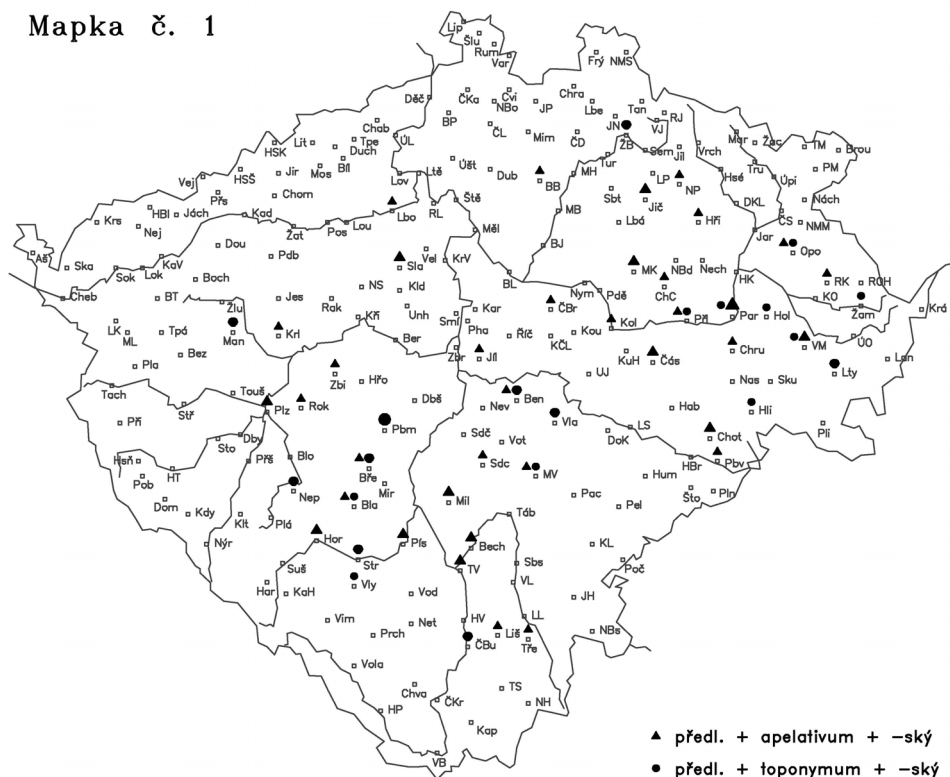 Mapka č. 1
Lip
Šlu
Rum
Var
Frý NMS
Děč ČKa Cvi NBo JP Chra Lbe Tan
BP JN VJ RJ
Chab ÚL ČL Mim ČD ŽB Sem Jil Vrch Mar Žac TM Brou
HSK Lit Tpe Duch
Mos Bíl Úšt Dub BB MH Tur LP NP Hsé Tru Úpi PM
Vej HSŠ Jir Lov Ltě
Přs Chom Lbo RL Ště MB Sbt Jič DKL Nách
Krs HBl Jách Kad Lbá Hři ČS NMM
Nej Žat Pos Lou Měl Jar
Aš Dou Vel BJ Opo
Ska Sok Lok KaV Pdb Sla KrV BL MK NBd Nech HK
Boch NS Kld Nym Pdě ChC RK ROH
Cheb BT Žlu Jes Rak Unh Kar ČBr KO Žam Krá
LK ML Tpá Man Krl Kři Smi Pha Říč Kou Kol Př Par Hol
Ber KČL ÚO
Pla Bez Zbr Jíl KuH Čás Chru VM Lan
Zbi Hřo UJ Nas Sku Lty
Tach Stř Touš Plz Rok Dbš Nev Ben Hab Hli
Při Pbm Vla Pli
Sto Dby Sdč Vot DoK LS Chot
Hsň Přš Blo Bře Sdc MV HBr Pbv
Pob HT Nep Mir Hum
Dom Kdy Klt Plá Bla Mil Pac Pel Što Pln
Nýr Hor Pís Táb
Bech KL
Suš Str TV Sbs Poč
Har KaH Vly Vod VL JH
Vim Net HV LL
Prch ČBu Liš Tře NBs
Vola
Chva ČKr TS NH
HP Kap
VB
předl. + apelativum + -ský
předl. + toponymum + -ský